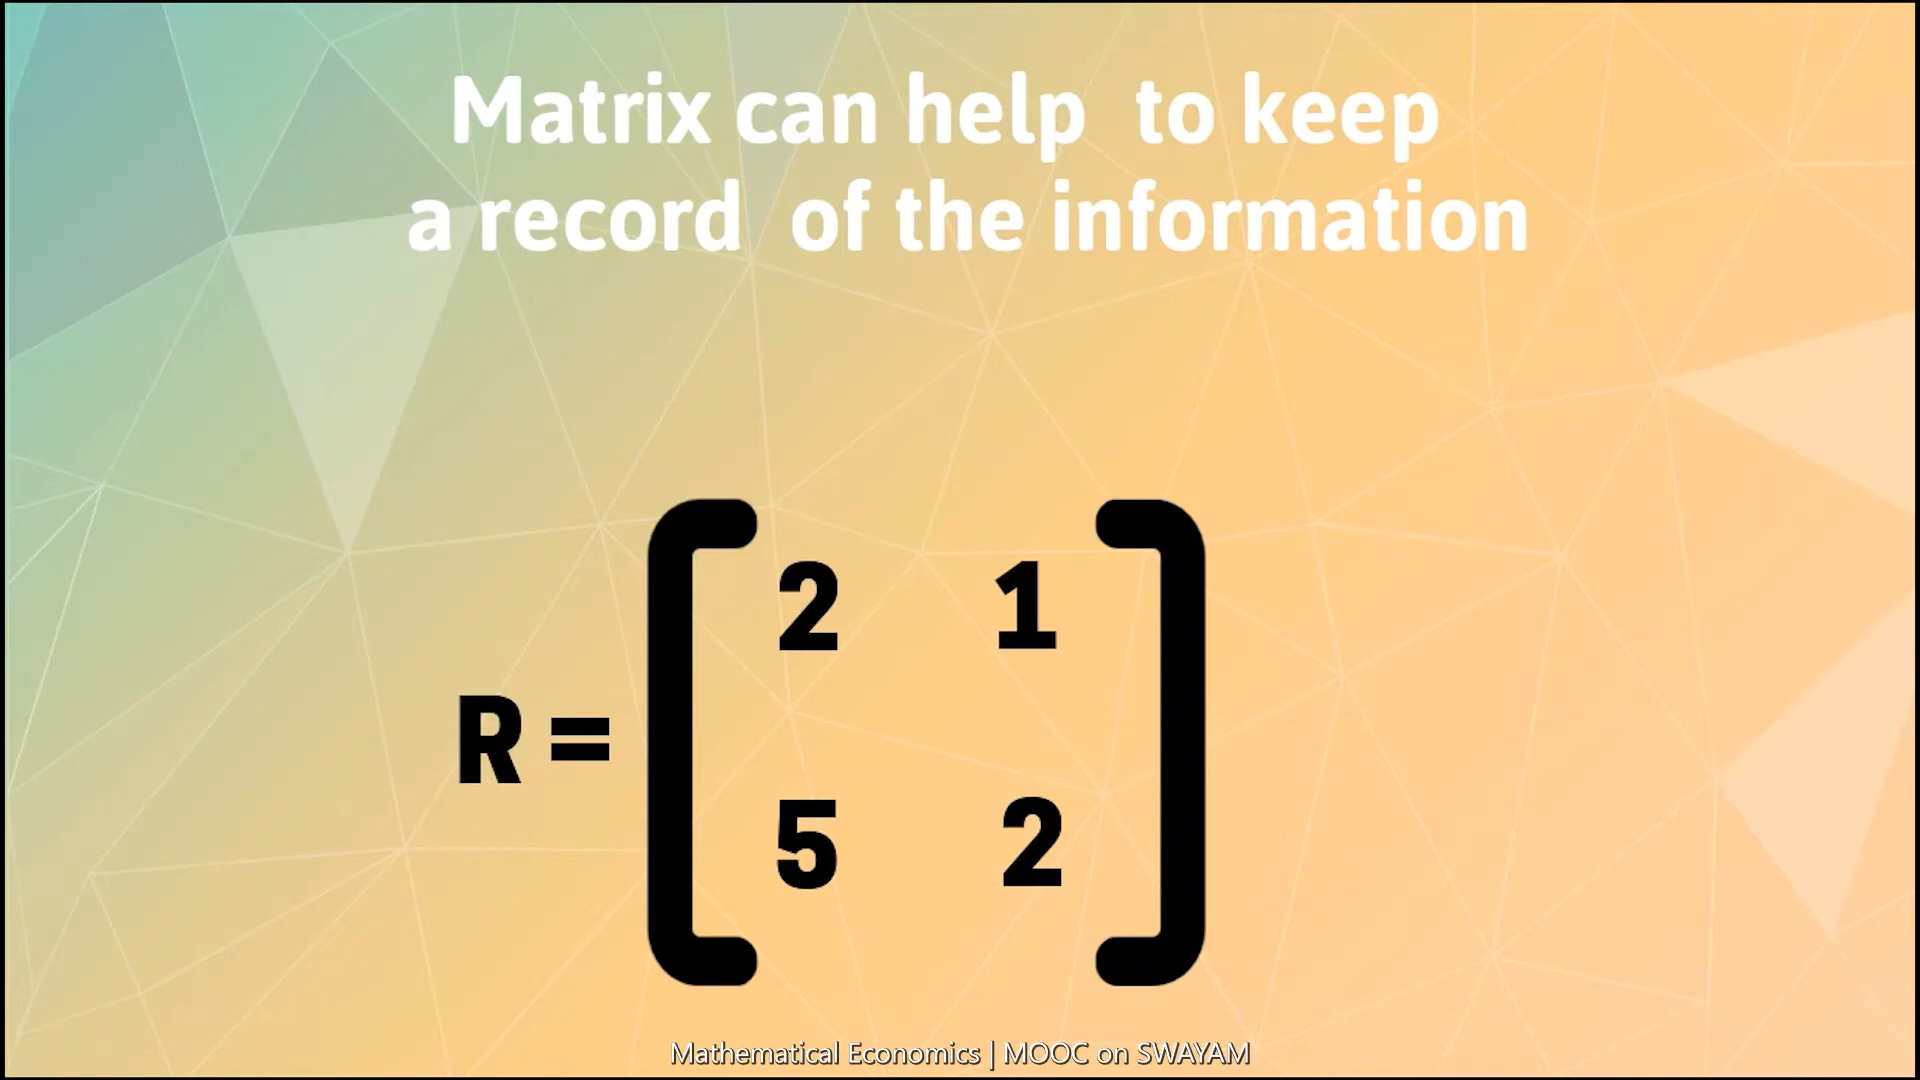 Matrix can help to keep
a record of the information
2 1
R =
5 2
Mathematical Economics | MOOC on SWAYAM